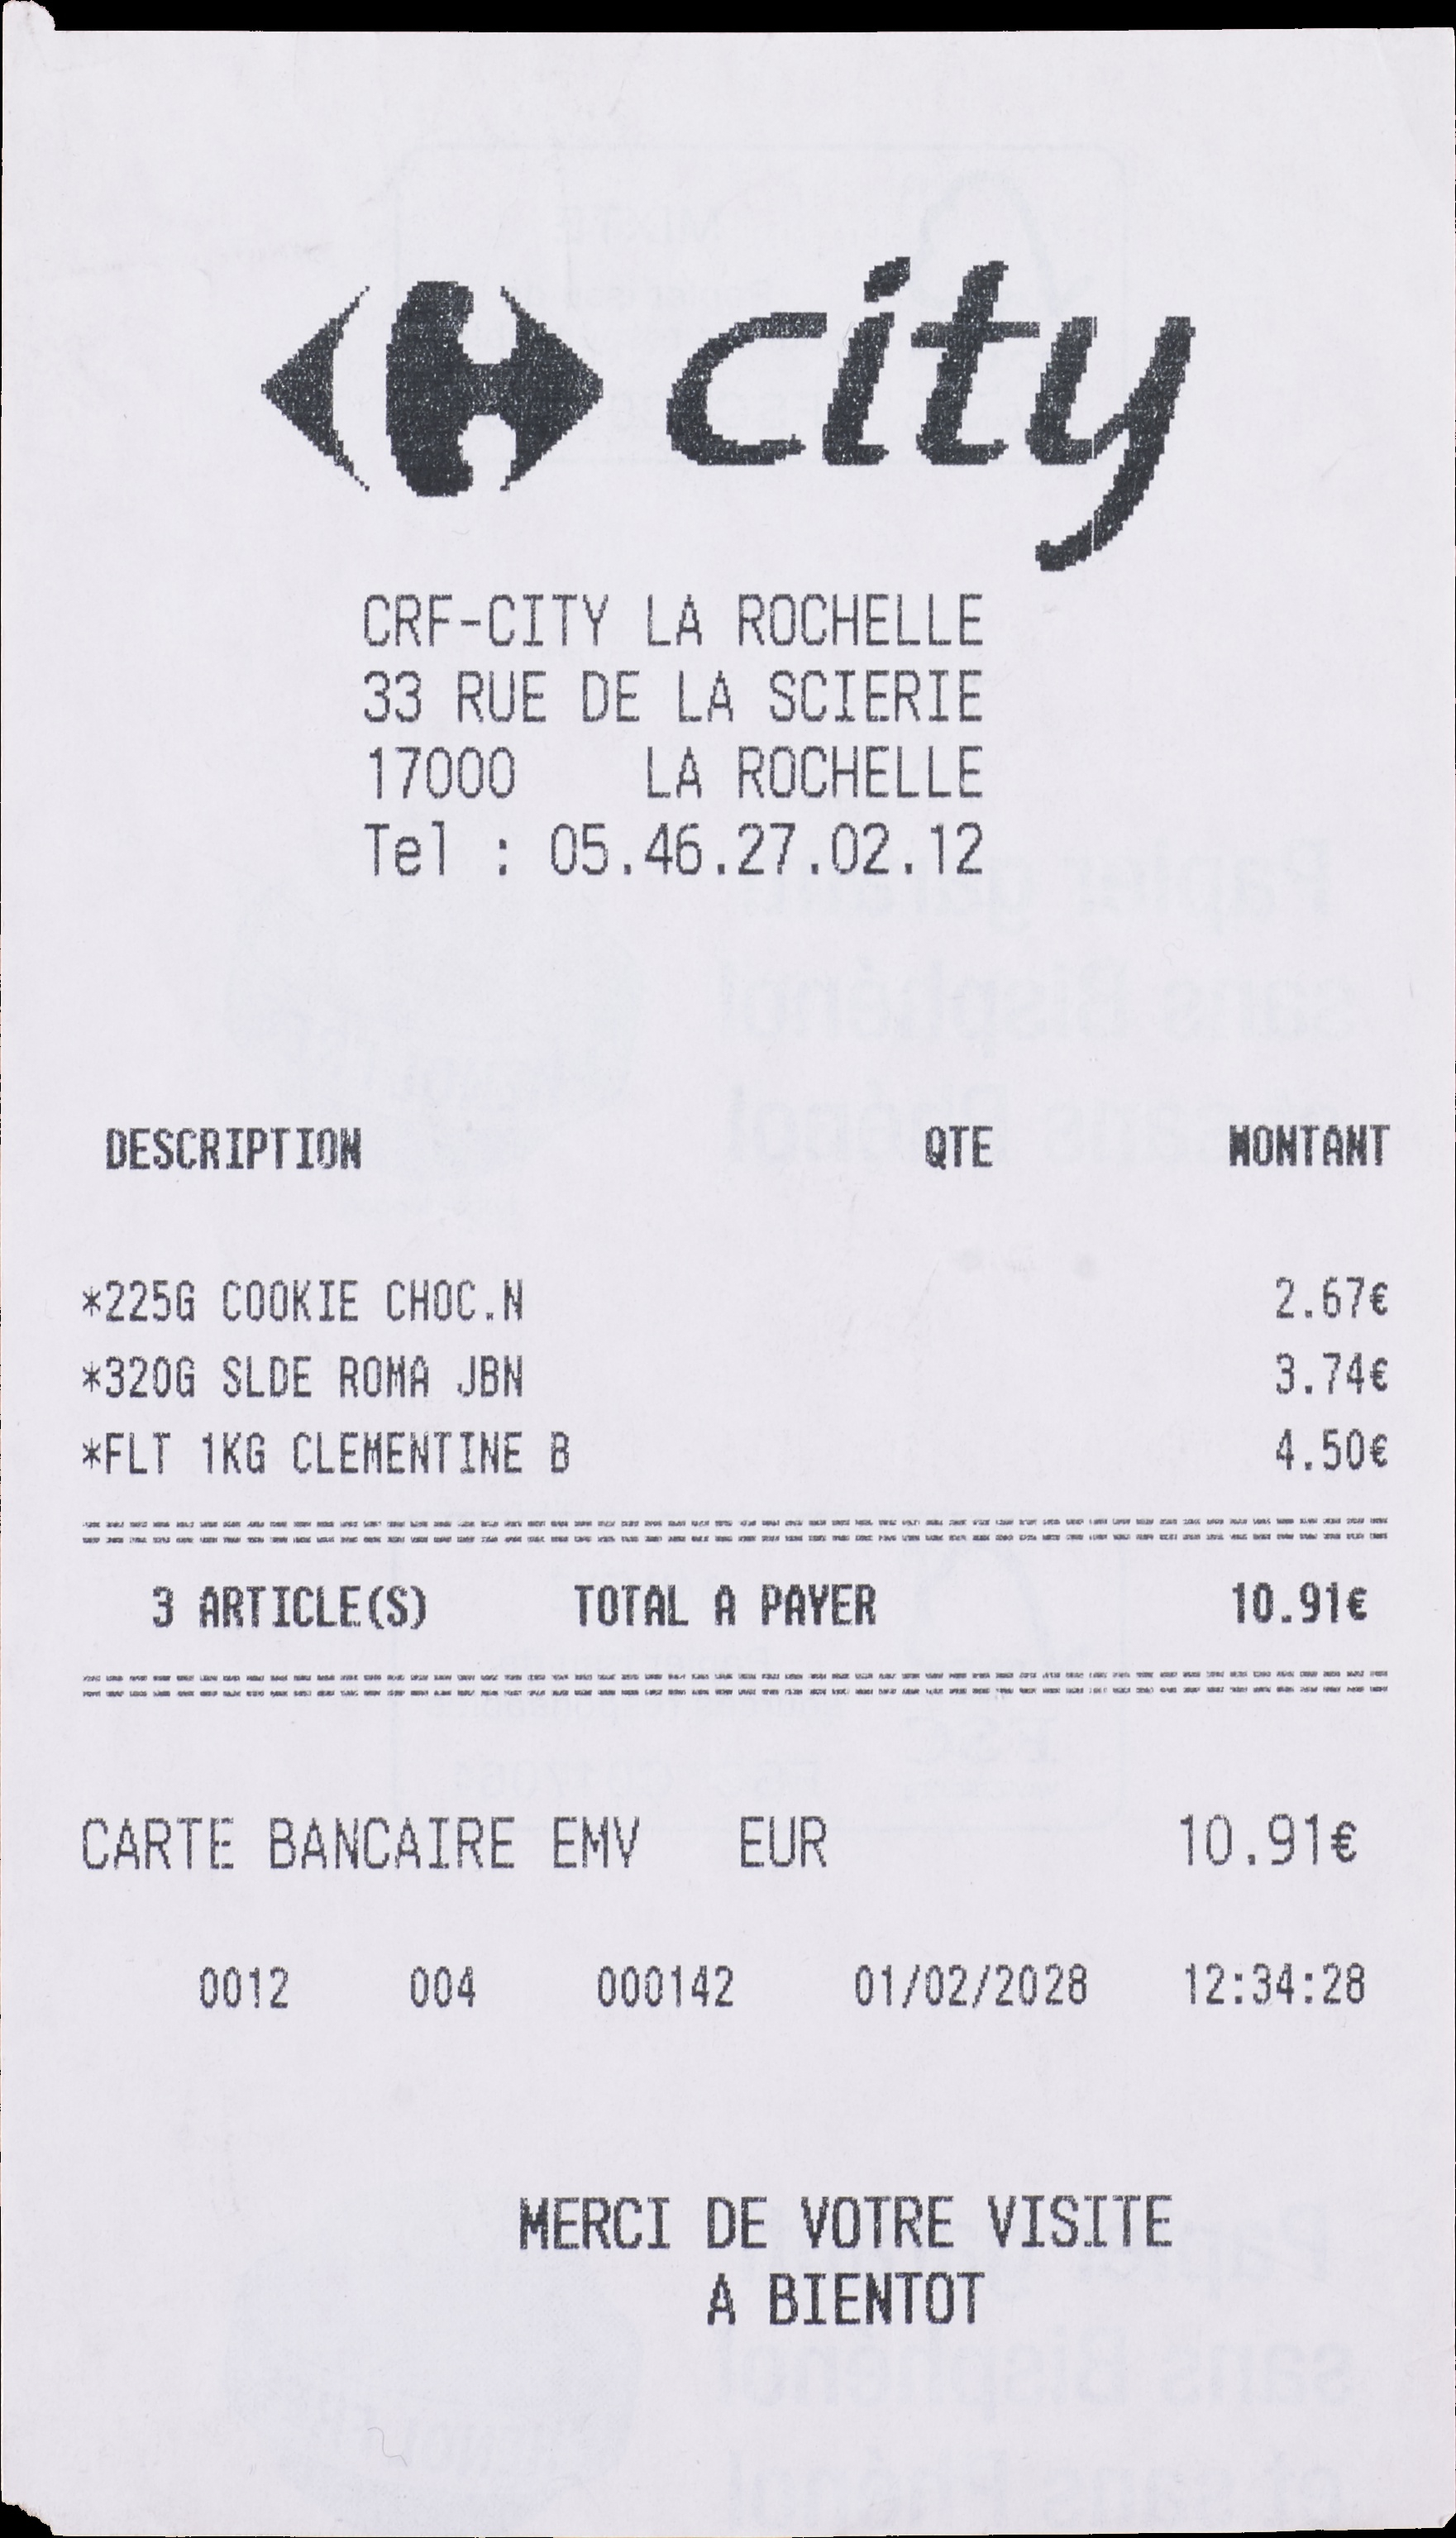 city
CRF-CITY LA ROCHELLE
33 RUE DE LA SCIERIE
17000 LA ROCHELLE
Tel : 05.46.27.02.12
DESCRIPTION QTE MONTANT
*225G COOKIE CHOC.N 2.67€
*320G SLDE ROMA JBN 3.74€
*FLT 1KG CLEMENTINE B 4.50€
3 ARTICLE(S) TOTAL A PAYER 10.91€
CARTE BANCAIRE EMV EUR 10.91€
0012 004 000142 01/02/2028 12:34:28
MERCI DE VOTRE VISITE
A BIENTOT